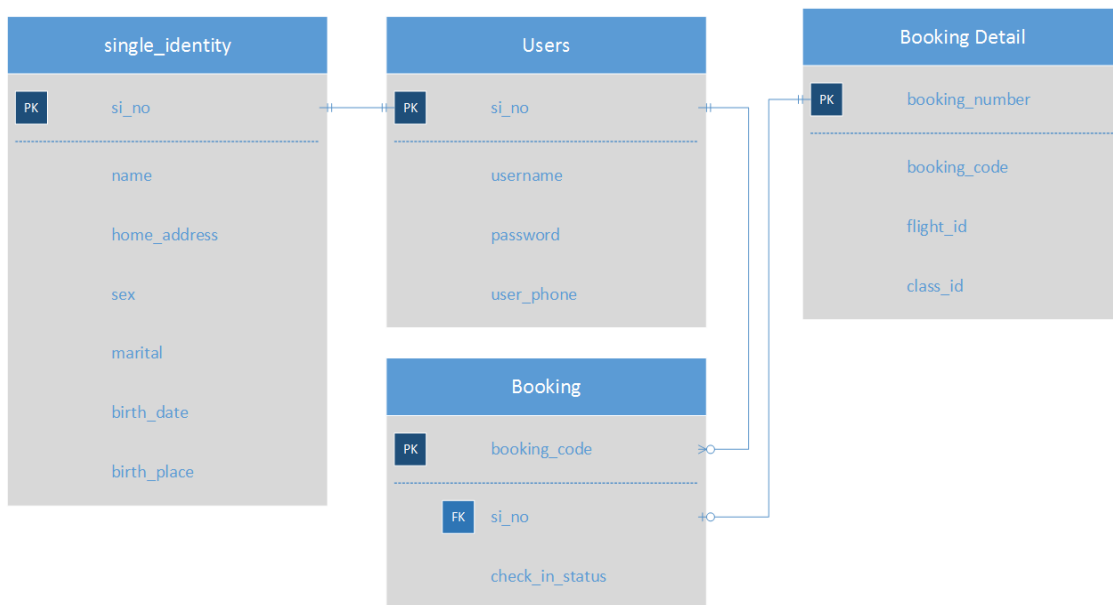 single_identity
PK
si_no
name
home_address
sex
marital
birth_date
birth_place
Users
PK
si_no
username
password
user_phone
Booking
PK
booking_code
FK
si_no
check_in_status
Booking Detail
PK
booking_number
booking_code
flight_id
class_id